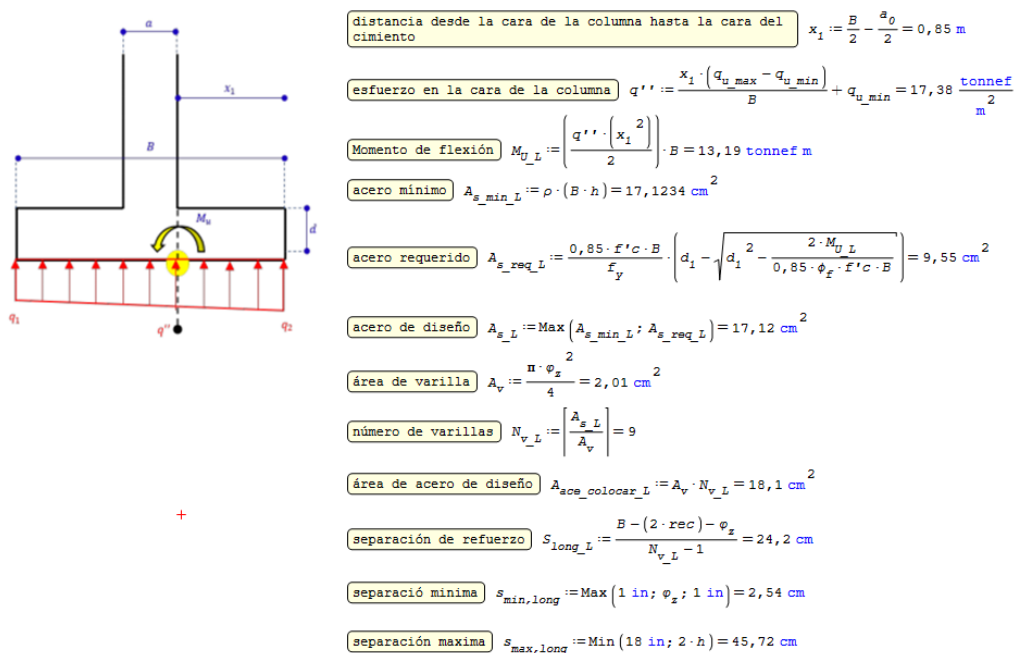 a
x₁
B
M_u
d
q₁
q''
q₂
distancia desde la cara de la columna hasta la cara del
cimiento
x₁ := B/2 - a₀/2 = 0,85 m
esfuerzo en la cara de la columna q'' := x₁·(q_u_max - q_u_min)/B + q_u_min = 17,38 tonnef/m²
Momento de flexión M_U_L := (q''·(x₁²)/2)·B = 13,19 tonnef m
acero mínimo A_s_min_L := ρ·(B·h) = 17,1234 cm²
acero requerido A_s_req_L := 0,85·f'c·B/f_y·(d₁ - √(d₁² - 2·M_U_L/(0,85·ϕ_f·f'c·B))) = 9,55 cm²
acero de diseño A_s_L := Max(A_s_min_L; A_s_req_L) = 17,12 cm²
área de varilla A_v := π·φ_z²/4 = 2,01 cm²
número de varillas N_v_L := ⌈A_s_L/A_v⌉ = 9
área de acero de diseño A_ace_colocar_L := A_v·N_v_L = 18,1 cm²
separación de refuerzo S_long_L := (B-(2·rec)-φ_z)/(N_v_L - 1) = 24,2 cm
separació minima s_min,long := Max(1 in; φ_z; 1 in) = 2,54 cm
separación maxima s_max,long := Min(18 in; 2·h) = 45,72 cm